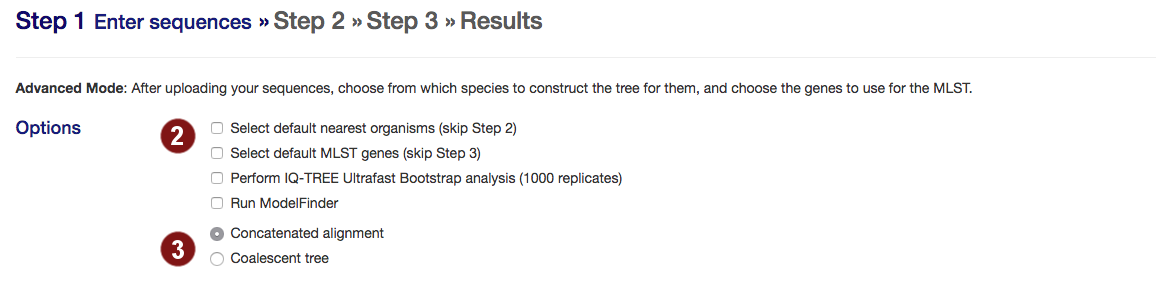 Step 1 Enter sequences » Step 2 » Step 3 » Results
Advanced Mode: After uploading your sequences, choose from which species to construct the tree for them, and choose the genes to use for the MLST.
Options
2
Select default nearest organisms (skip Step 2)
Select default MLST genes (skip Step 3)
Perform IQ-TREE Ultrafast Bootstrap analysis (1000 replicates)
Run ModelFinder
3
Concatenated alignment
Coalescent tree